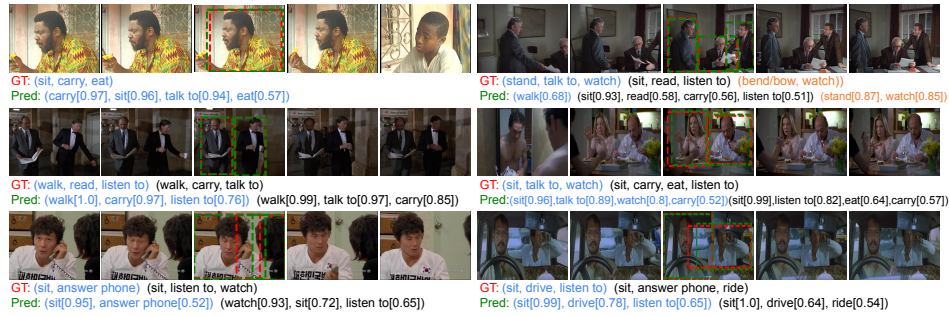 GT: (sit, carry, eat)
Pred: (carry[0.97], sit[0.96], talk to[0.94], eat[0.57])
GT: (stand, talk to, watch) (sit, read, listen to) (bend/bow, watch))
Pred: (walk[0.68]) (sit[0.93], read[0.58], carry[0.56], listen to[0.51]) (stand[0.87], watch[0.85])
GT: (walk, read, listen to) (walk, carry, talk to)
Pred: (walk[1.0], carry[0.97], listen to[0.76]) (walk[0.99], talk to[0.97], carry[0.85])
GT: (sit, talk to, watch) (sit, carry, eat, listen to)
Pred:(sit[0.96],talk to[0.89],watch[0.8],carry[0.52])(sit[0.99],listen to[0.82],eat[0.64],carry[0.57])
대한민국
GT: (sit, answer phone) (sit, listen to, watch)
Pred: (sit[0.95], answer phone[0.52]) (watch[0.93], sit[0.72], listen to[0.65])
GT: (sit, drive, listen to) (sit, answer phone, ride)
Pred: (sit[0.99], drive[0.78], listen to[0.65]) (sit[1.0], drive[0.64], ride[0.54])